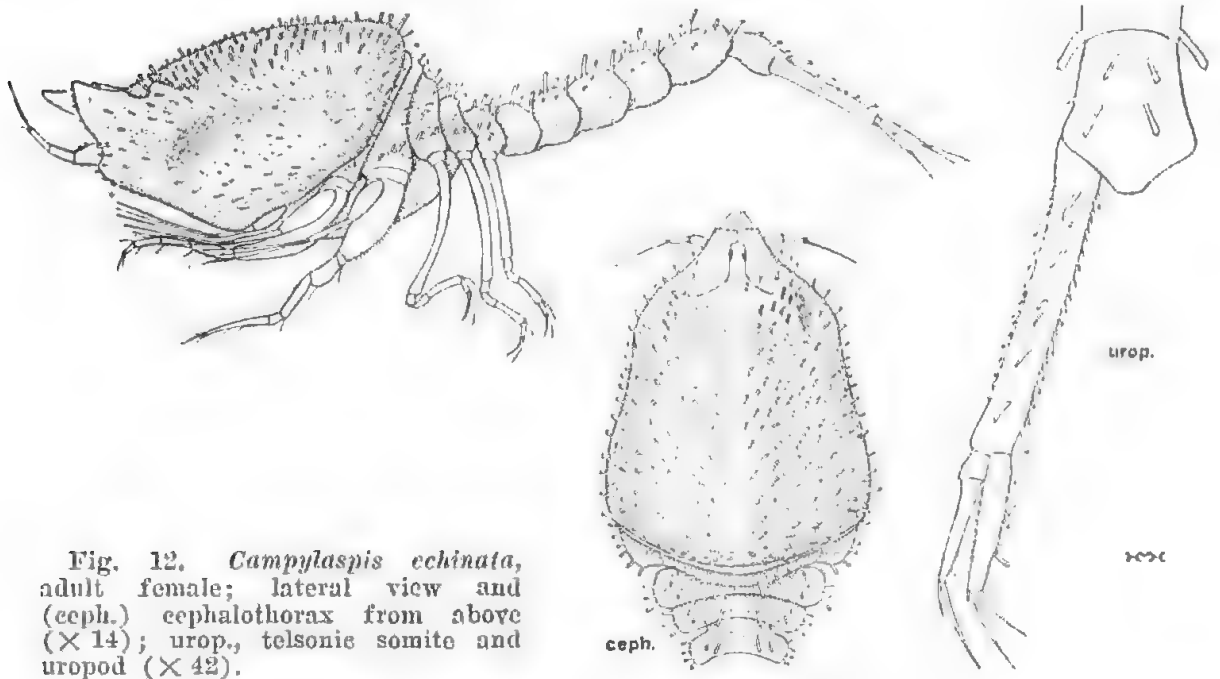 urop.
ceph.
Fig. 12. Campylaspis echinata,
adult female; lateral view and
(ceph.) cephalothorax from above
(× 14); urop., telsonic somite and
uropod (× 42).